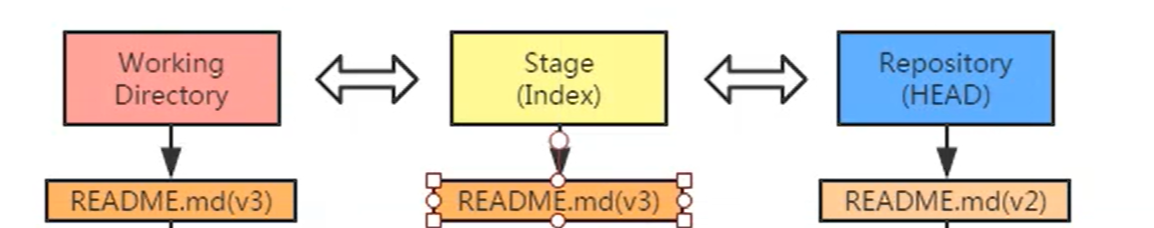 Working
Directory
Stage
(Index)
Repository
(HEAD)
README.md(v3)
README.md(v3)
README.md(v2)